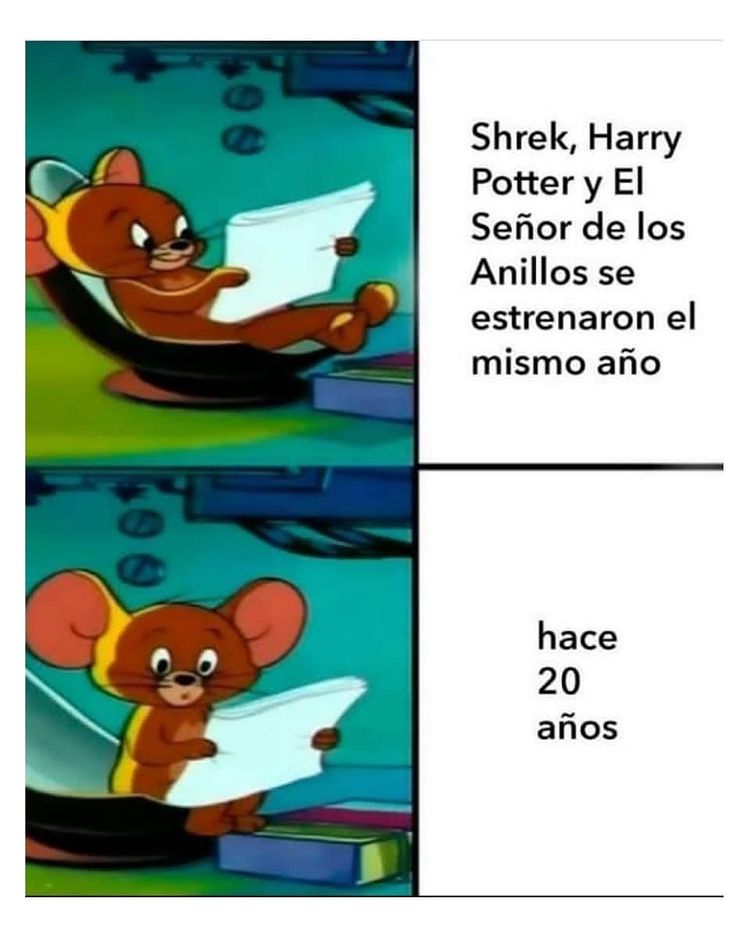 Shrek, Harry
Potter y El
Señor de los
Anillos se
estrenaron el
mismo año
hace
20
años